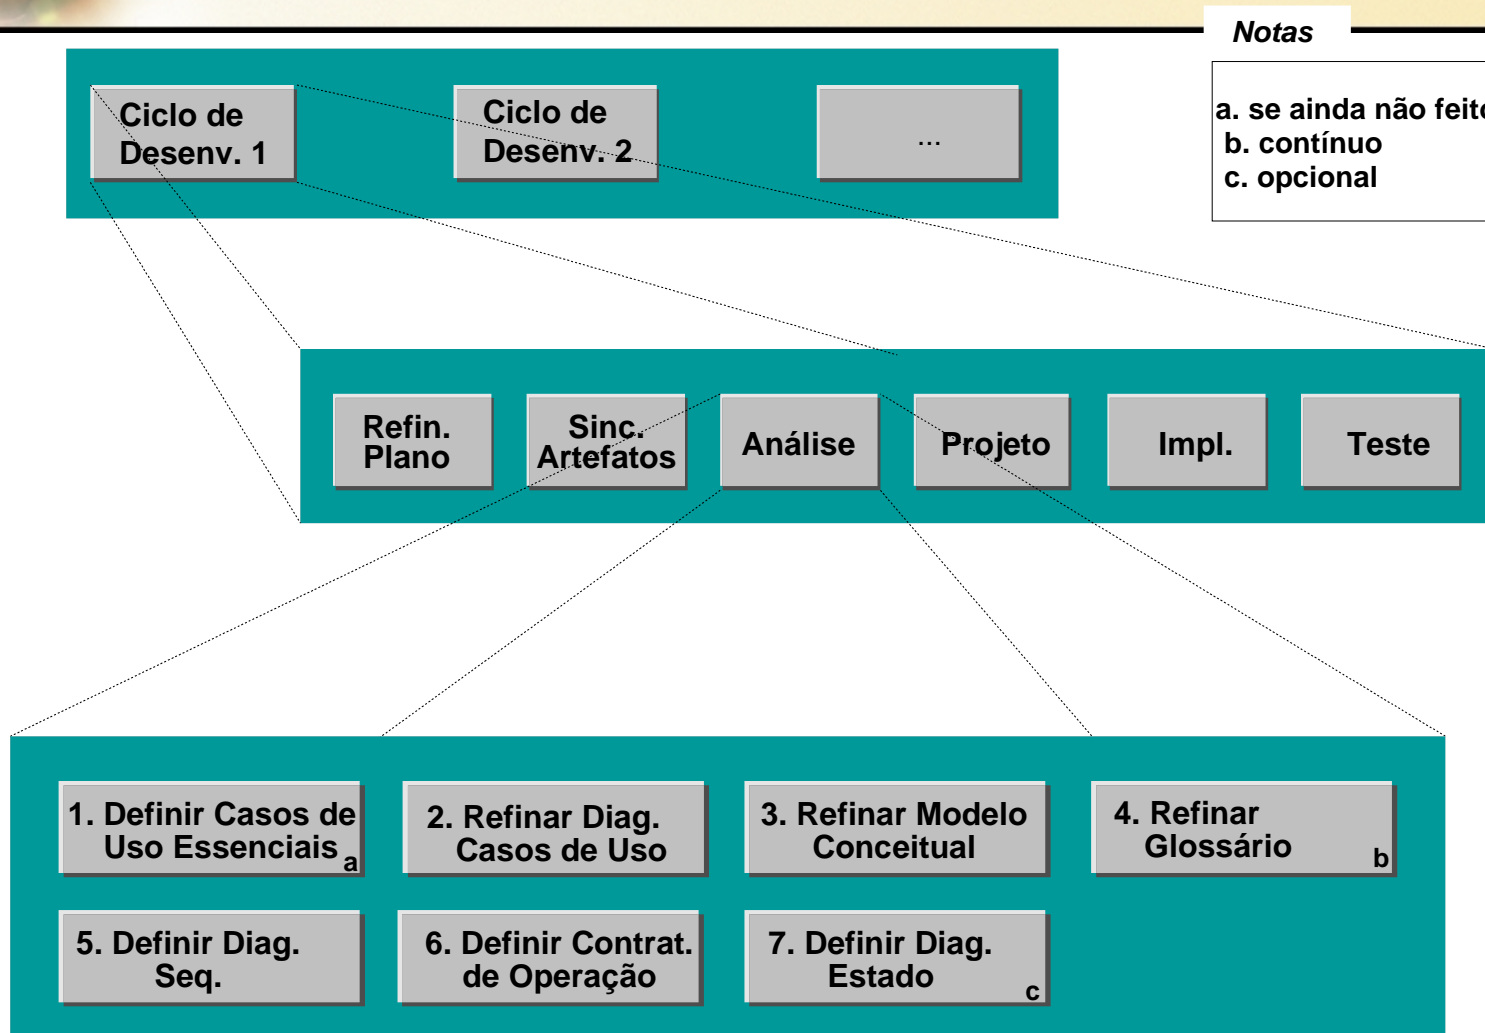 Notas
a. se ainda não feito
b. contínuo
c. opcional
Ciclo de
Desenv. 1
Ciclo de
Desenv. 2
...
Refin.
Plano
Sinc.
Artefatos
Análise
Projeto
Impl.
Teste
1. Definir Casos de
Uso Essenciais
a
2. Refinar Diag.
Casos de Uso
3. Refinar Modelo
Conceitual
4. Refinar
Glossário
b
5. Definir Diag.
Seq.
6. Definir Contrat.
de Operação
7. Definir Diag.
Estado
c